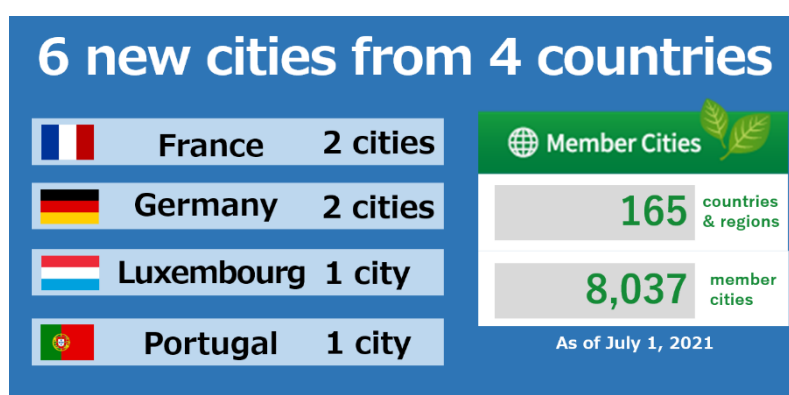 6 new cities from 4 countries
France 2 cities
Germany 2 cities
Luxembourg 1 city
Portugal 1 city
Member Cities
165 countries
& regions
8,037 member
cities
As of July 1, 2021